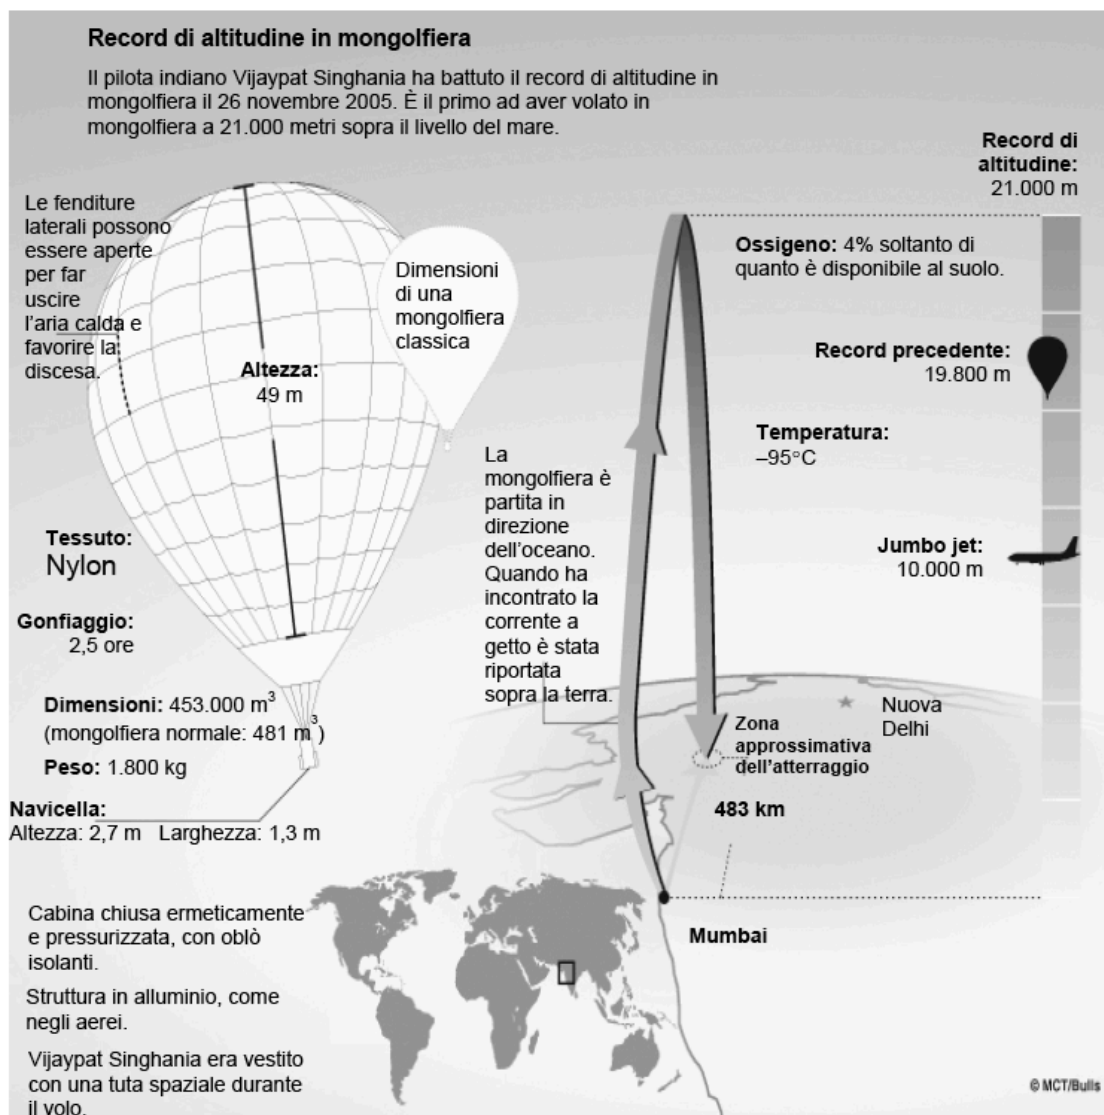 Record di altitudine in mongolfiera
Il pilota indiano Vijaypat Singhania ha battuto il record di altitudine in
mongolfiera il 26 novembre 2005. È il primo ad aver volato in
mongolfiera a 21.000 metri sopra il livello del mare.
Le fenditure
laterali possono
essere aperte
per far
uscire
l'aria calda e
favorire la
discesa.
Dimensioni
di una
mongolfiera
classica
Altezza:
49 m
Tessuto:
Nylon
Gonfiaggio:
2,5 ore
Dimensioni: 453.000 m³
(mongolfiera normale: 481 m³)
Peso: 1.800 kg
Navicella:
Altezza: 2,7 m Larghezza: 1,3 m
Cabina chiusa ermeticamente
e pressurizzata, con oblò
isolanti.
Struttura in alluminio, come
negli aerei.
Vijaypat Singhania era vestito
con una tuta spaziale durante
il volo.
La
mongolfiera è
partita in
direzione
dell'oceano.
Quando ha
incontrato la
corrente a
getto è stata
riportata
sopra la terra.
Record di
altitudine:
21.000 m
Ossigeno: 4% soltanto di
quanto è disponibile al suolo.
Record precedente:
19.800 m
Temperatura:
–95°C
Jumbo jet:
10.000 m
Nuova
Delhi
Zona
approssimativa
dell'atterraggio
483 km
Mumbai
© MCT/Bulls